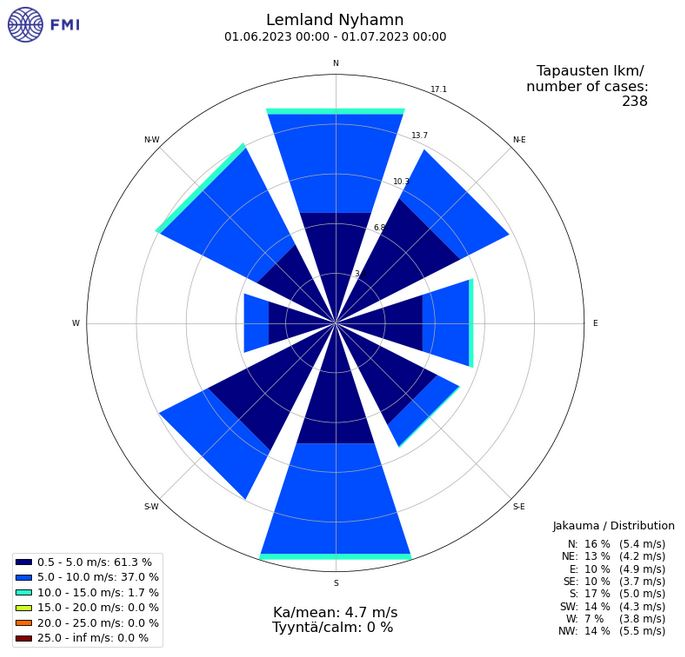 FMI
Lemland Nyhamn
01.06.2023 00:00 - 01.07.2023 00:00
Tapausten lkm/
number of cases:
238
N
17.1
N-W
13.7
N-E
10.3
6.8
3.
W
E
S-W
S-E
S
0.5 - 5.0 m/s: 61.3 %
5.0 - 10.0 m/s: 37.0 %
10.0 - 15.0 m/s: 1.7 %
15.0 - 20.0 m/s: 0.0 %
20.0 - 25.0 m/s: 0.0 %
25.0 - inf m/s: 0.0 %
Ka/mean: 4.7 m/s
Tyyntä/calm: 0 %
Jakauma / Distribution
N: 16 % (5.4 m/s)
NE: 13 % (4.2 m/s)
E: 10 % (4.9 m/s)
SE: 10 % (3.7 m/s)
S: 17 % (5.0 m/s)
SW: 14 % (4.3 m/s)
W: 7 % (3.8 m/s)
NW: 14 % (5.5 m/s)